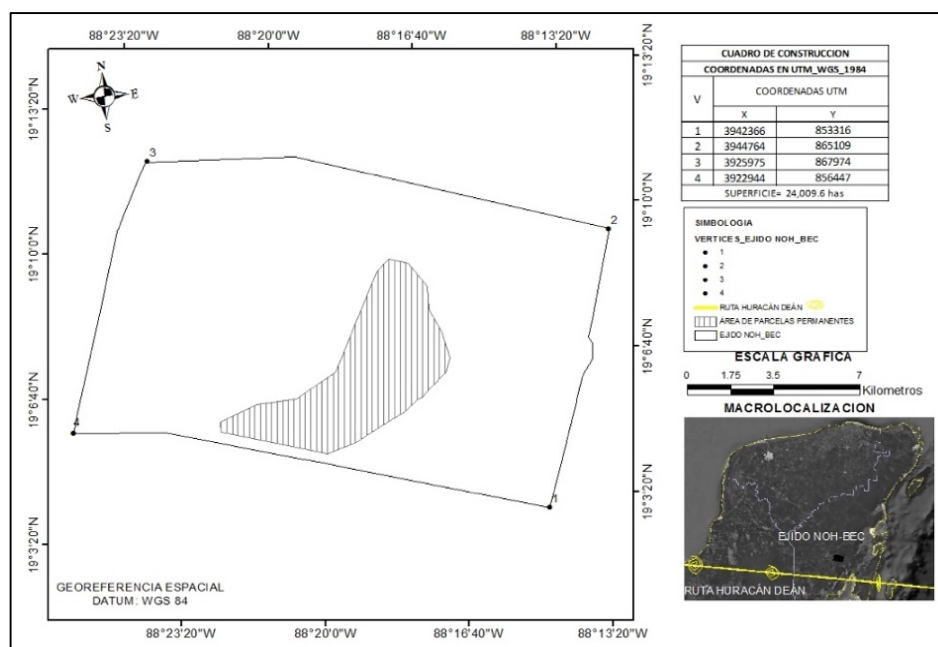 88°23'20"W 88°20'0"W 88°16'40"W 88°13'20"W
19°13'20"N
19°10'0"N
19°6'40"N
19°3'20"N
N
W E
S
3
2
4
1
19°13'20"N
19°10'0"N
19°6'40"N
19°3'20"N
GEOREFERENCIA ESPACIAL
DATUM: WGS 84
88°23'20"W 88°20'0"W 88°16'40"W 88°13'20"W
CUADRO DE CONSTRUCCION
COORDENADAS EN UTM_WGS_1984
V COORDENADAS UTM
X Y
1 3942366 853316
2 3944764 865109
3 3925975 867974
4 3922944 856447
SUPERFICIE= 24,009.6 has
SIMBOLOGIA
VERTICES_EJIDO NOH_BEC
1
2
3
4
RUTA HURACÁN DEÁN
ÁREA DE PARCELAS PERMANENTES
EJIDO NOH_BEC
ESCALA GRAFICA
0 1.75 3.5 7
Kilometros
MACROLOCALIZACION
EJIDO NOH-BEC
RUTA HURACÁN DEÁN